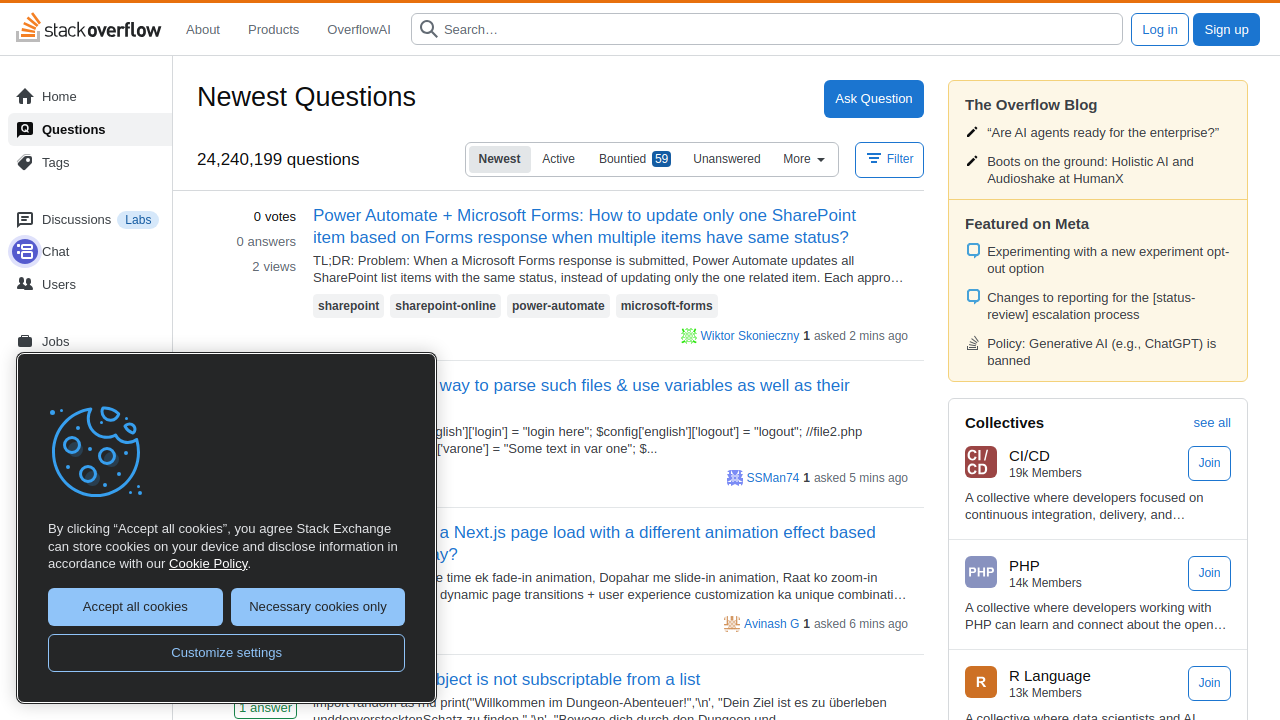 stack overflow
About
Products
OverflowAI
Search…
Log in
Sign up
Home
Questions
Tags
Discussions
Labs
Chat
Users
Jobs
Newest Questions
Ask Question
24,240,199 questions
Newest
Active
Bountied 59
Unanswered
More
Filter
0 votes
0 answers
2 views
Power Automate + Microsoft Forms: How to update only one SharePoint
item based on Forms response when multiple items have same status?
TL;DR: Problem: When a Microsoft Forms response is submitted, Power Automate updates all
SharePoint list items with the same status, instead of updating only the one related item. Each appro…
sharepoint
sharepoint-online
power-automate
microsoft-forms
Wiktor Skonieczny 1 asked 2 mins ago
way to parse such files & use variables as well as their
glish']['login'] = "login here"; $config['english']['logout'] = "logout"; //file2.php
['varone'] = "Some text in var one"; $...
SSMan74 1 asked 5 mins ago
a Next.js page load with a different animation effect based
ay?
e time ek fade-in animation, Dopahar me slide-in animation, Raat ko zoom-in
dynamic page transitions + user experience customization ka unique combinati…
Avinash G 1 asked 6 mins ago
bject is not subscriptable from a list
1 answer
import random as rnd print("Willkommen im Dungeon-Abenteuer!",'\n', "Dein Ziel ist es zu überleben
unddenverstecktenSchatz zu finden.",'\n', "Bewege dich durch den Dungeon und
By clicking “Accept all cookies”, you agree Stack Exchange
can store cookies on your device and disclose information in
accordance with our Cookie Policy.
Accept all cookies
Necessary cookies only
Customize settings
The Overflow Blog
“Are AI agents ready for the enterprise?”
Boots on the ground: Holistic AI and
Audioshake at HumanX
Featured on Meta
Experimenting with a new experiment opt-
out option
Changes to reporting for the [status-
review] escalation process
Policy: Generative AI (e.g., ChatGPT) is
banned
Collectives
see all
CI/
CD
CI/CD
19k Members
Join
A collective where developers focused on
continuous integration, delivery, and…
PHP
PHP
14k Members
Join
A collective where developers working with
PHP can learn and connect about the open…
R
R Language
13k Members
Join
A collective where data scientists and AI